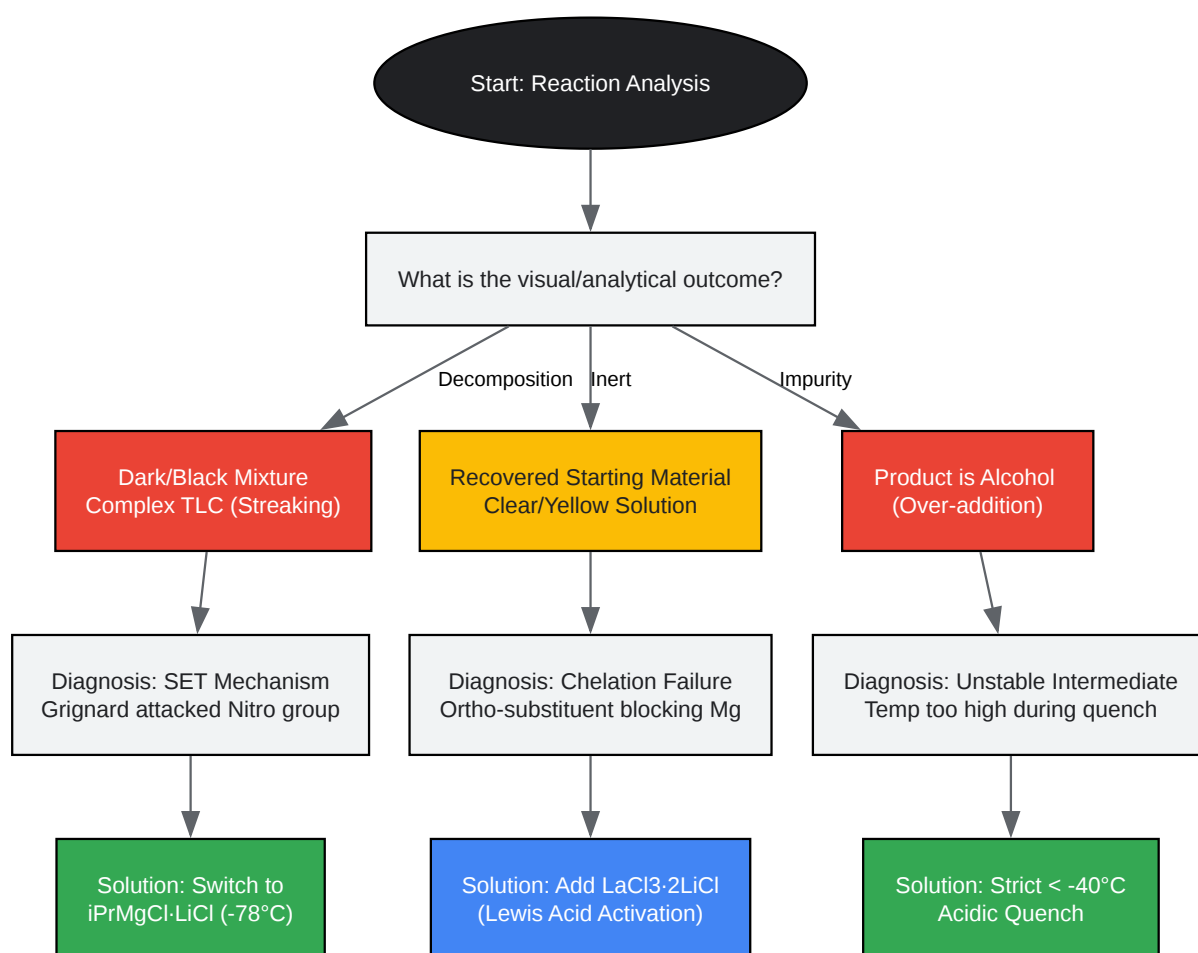 Start: Reaction Analysis
What is the visual/analytical outcome?
Decomposition
Inert
Impurity
Dark/Black Mixture
Complex TLC (Streaking)
Recovered Starting Material
Clear/Yellow Solution
Product is Alcohol
(Over-addition)
Diagnosis: SET Mechanism
Grignard attacked Nitro group
Diagnosis: Chelation Failure
Ortho-substituent blocking Mg
Diagnosis: Unstable Intermediate
Temp too high during quench
Solution: Switch to
iPrMgCl·LiCl (-78°C)
Solution: Add LaCl3·2LiCl
(Lewis Acid Activation)
Solution: Strict < -40°C
Acidic Quench